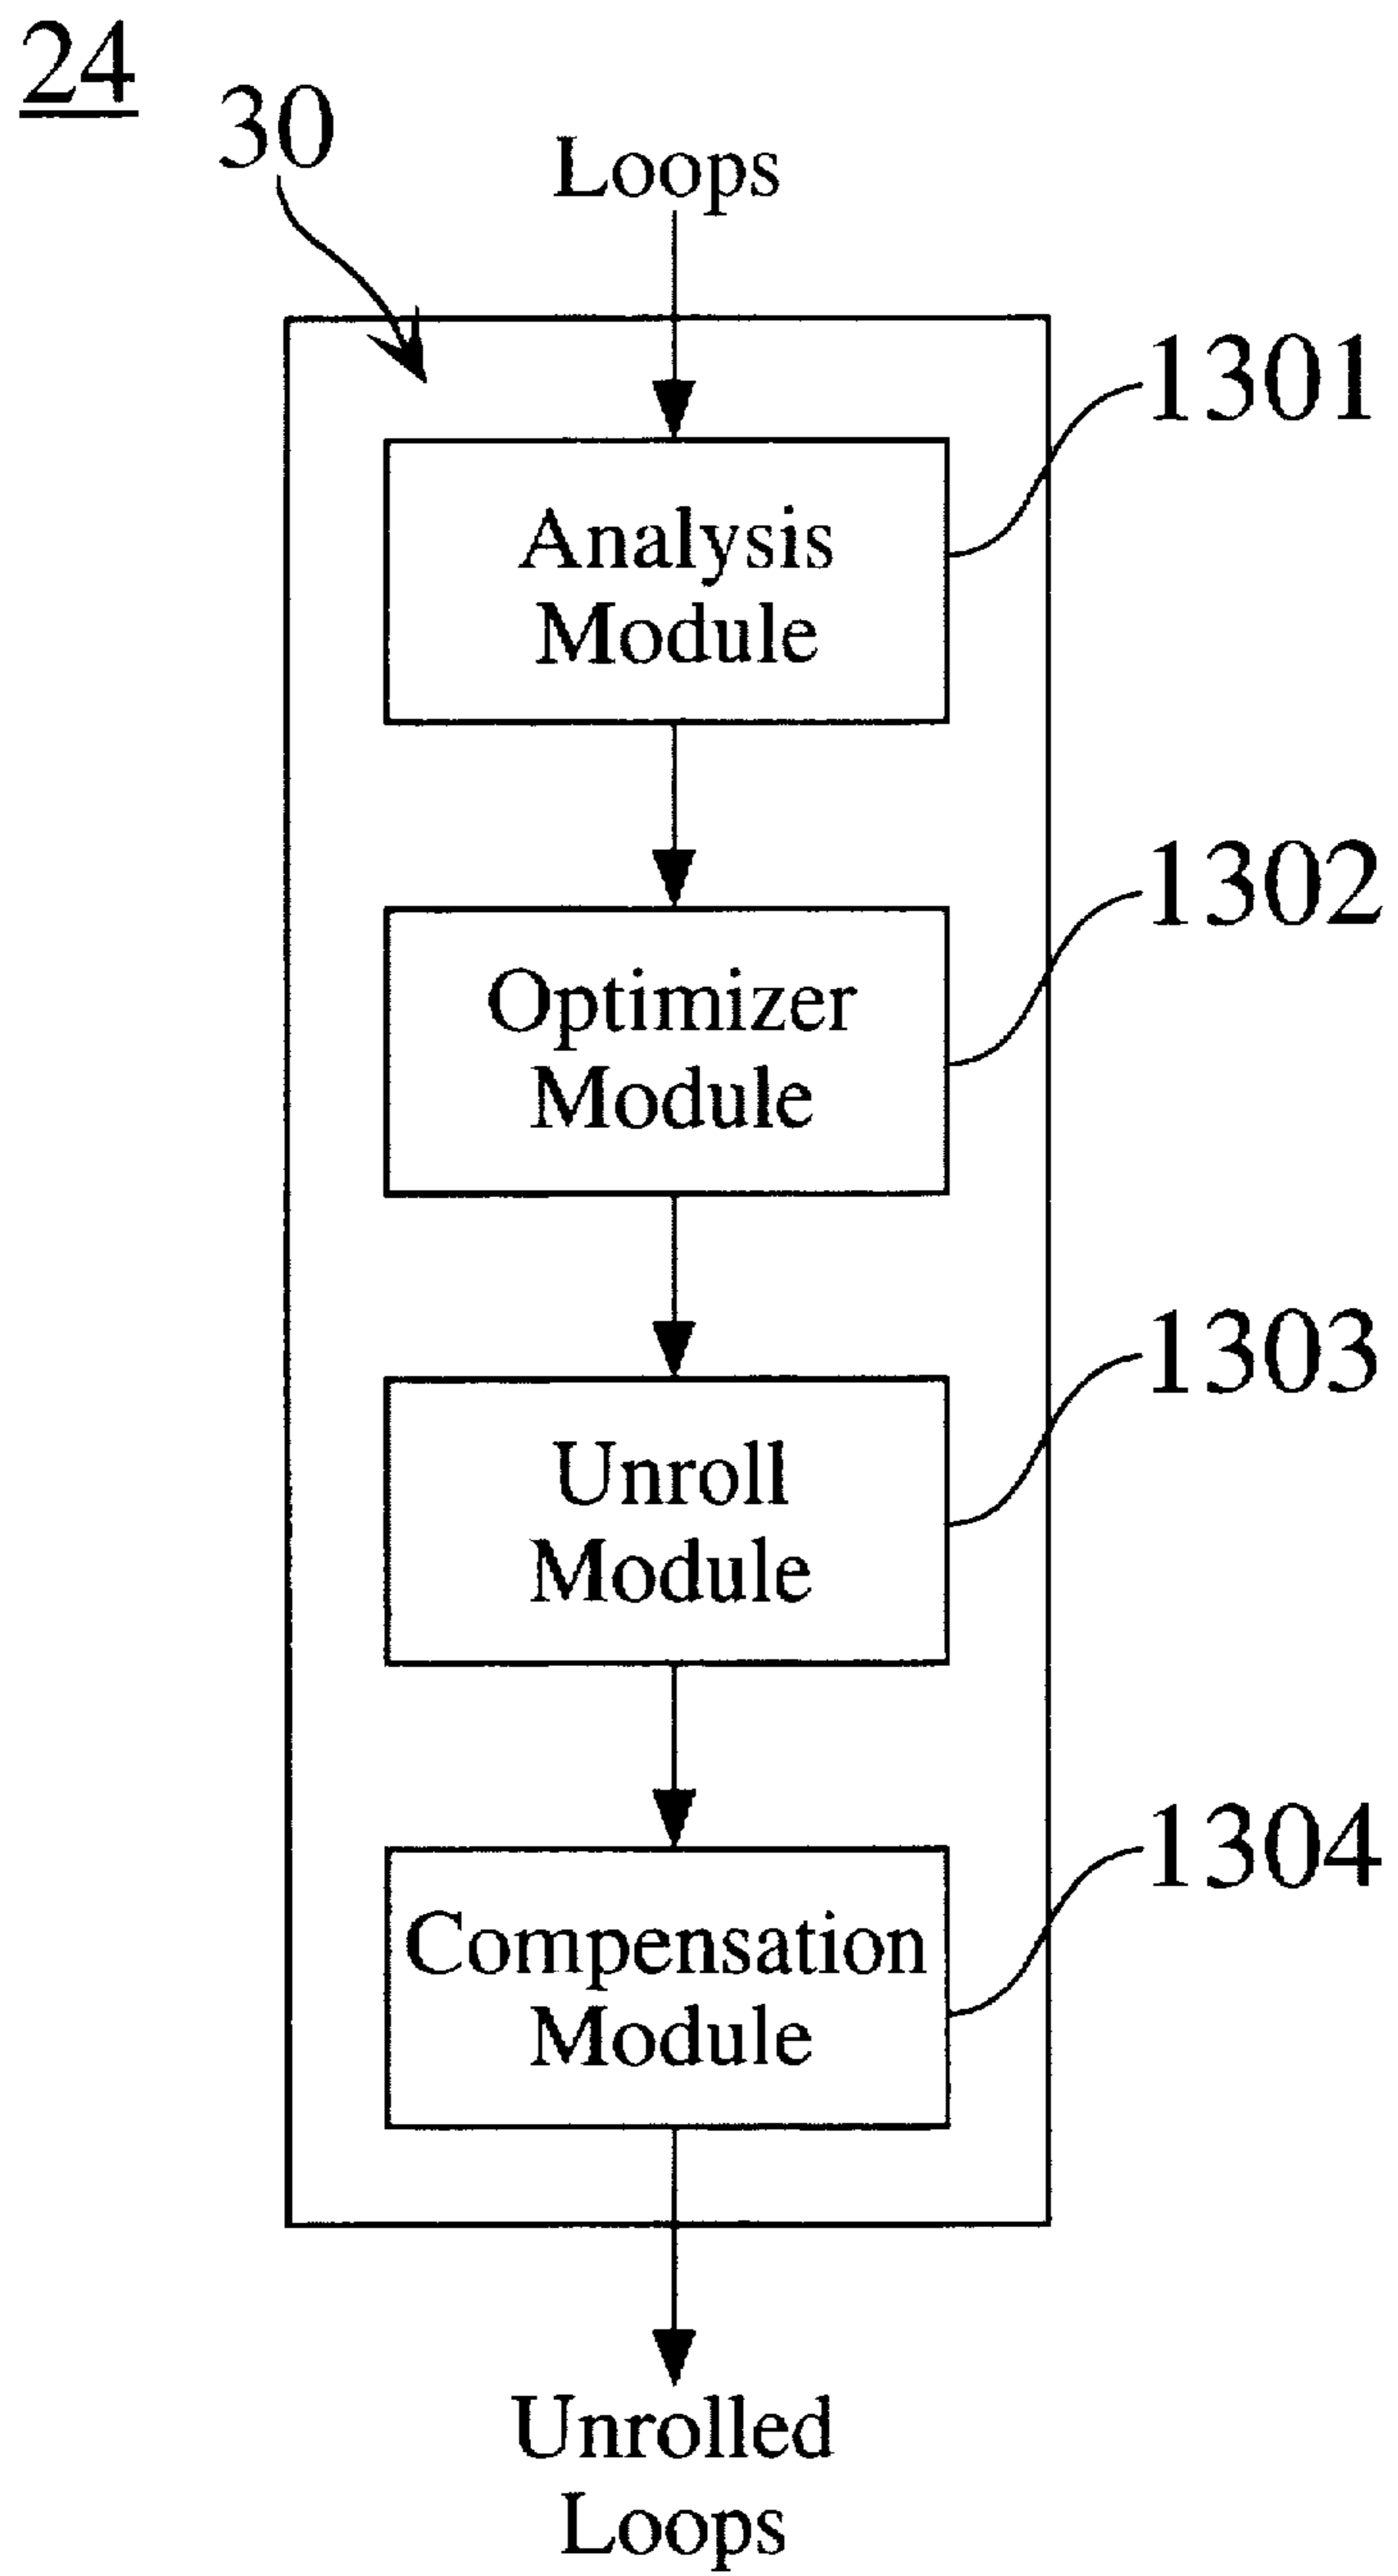 24
30
Loops
1301
Analysis
Module
1302
Optimizer
Module
1303
Unroll
Module
1304
Compensation
Module
Unrolled
Loops